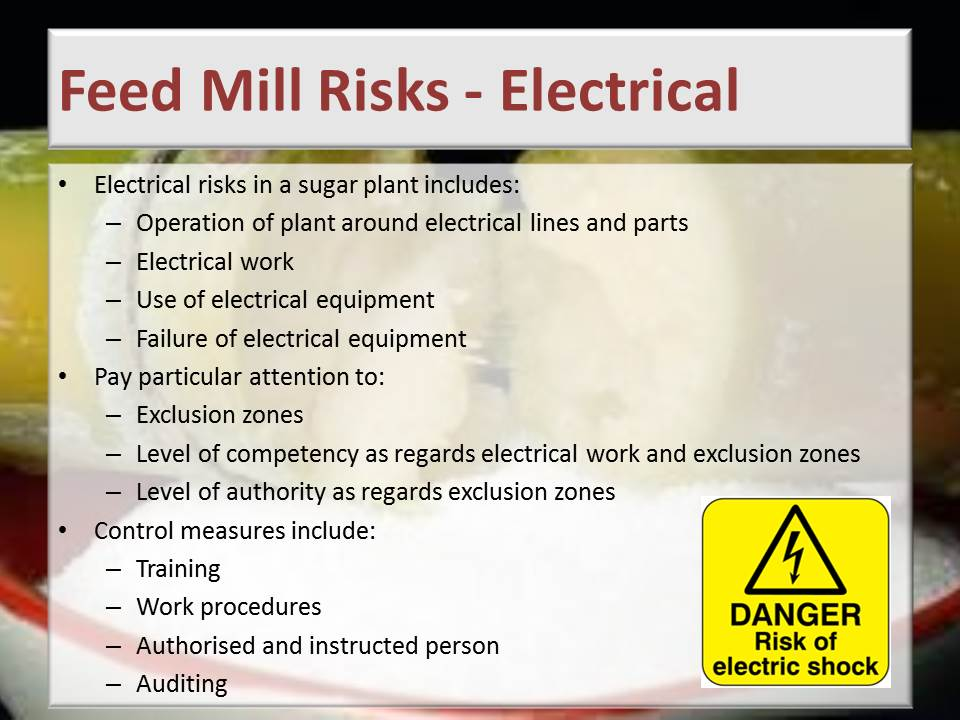 Feed Mill Risks - Electrical
• Electrical risks in a sugar plant includes:
– Operation of plant around electrical lines and parts
– Electrical work
– Use of electrical equipment
– Failure of electrical equipment
• Pay particular attention to:
– Exclusion zones
– Level of competency as regards electrical work and exclusion zones
– Level of authority as regards exclusion zones
• Control measures include:
– Training
– Work procedures
– Authorised and instructed person
– Auditing
DANGER
Risk of
electric shock